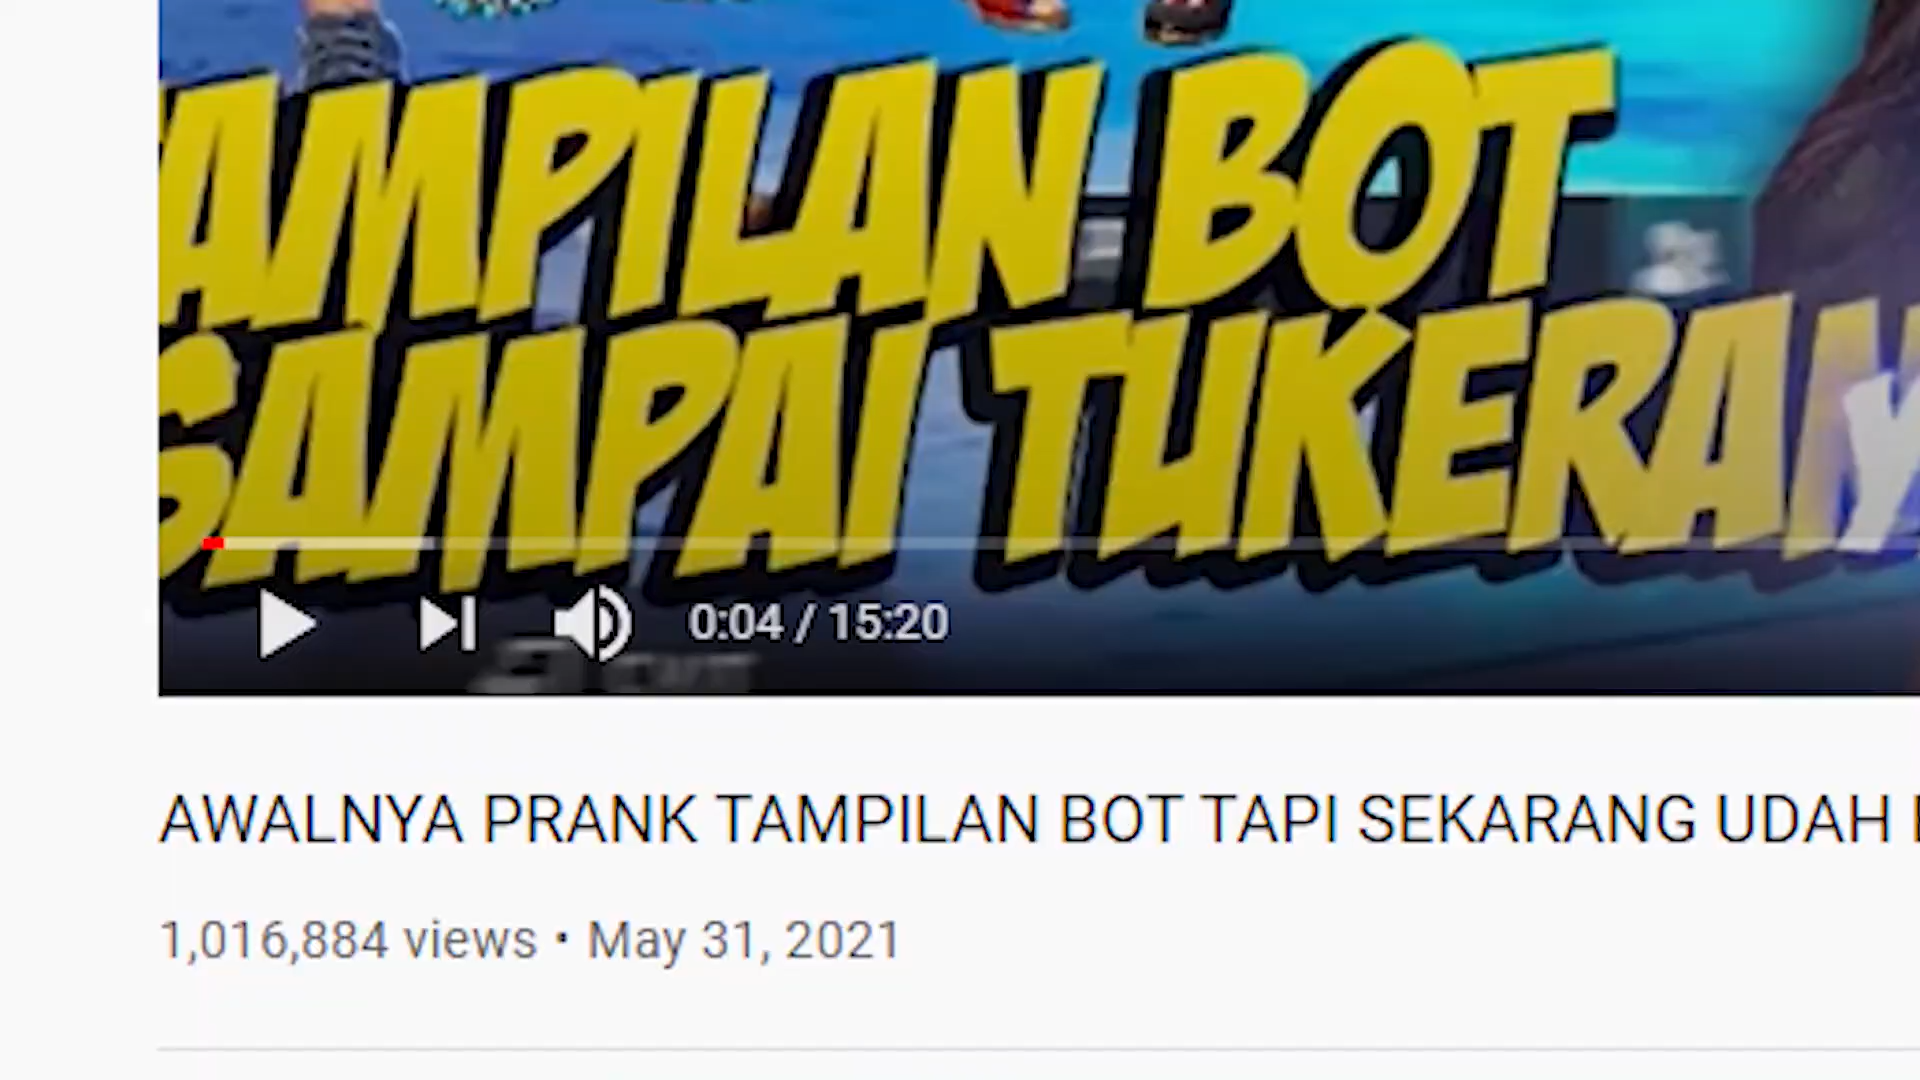 AMPILAN BOT
SAMPAI TUKERAN
0:04 / 15:20
AWALNYA PRANK TAMPILAN BOT TAPI SEKARANG UDAH
1,016,884 views • May 31, 2021